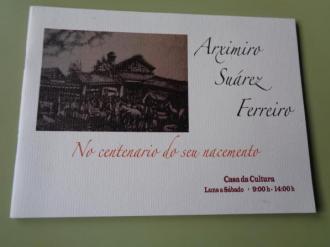 Arximiro
Suárez
Ferreiro
No centenario do seu nacemento
Casa da Cultura
Luns a Sábado • 9:00 h - 14:00 h